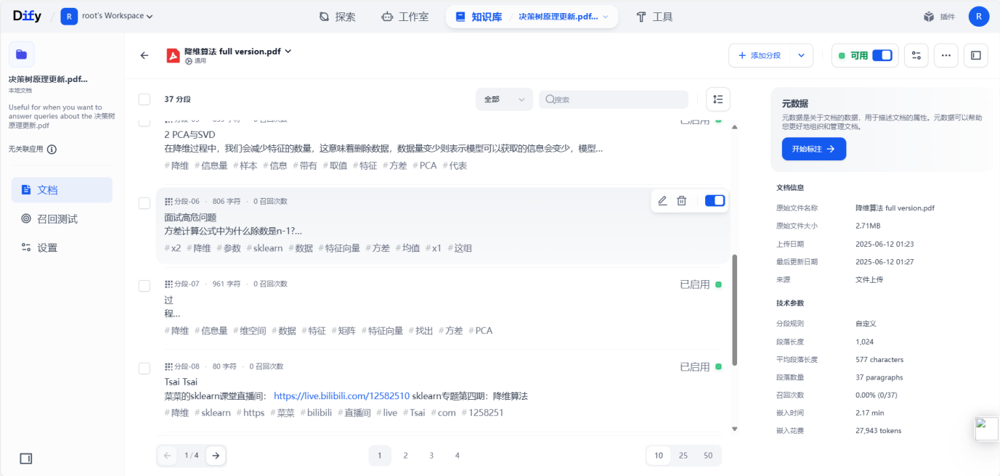 Dify / R root's Workspace
探索
工作室
知识库 / 决策树原理更新.pdf...
工具
插件
R
决策树原理更新.pdf...
本地文档
Useful for when you want to
answer queries about the 决策树
原理更新.pdf
无关联应用
文档
召回测试
设置
降维算法 full version.pdf
通用
添加分段
可用
37 分段
全部
搜索
已启用
2 PCA与SVD
在降维过程中，我们会减少特征的数量，这意味着删除数据，数据量变少则表示模型可以获取的信息会变少，模型...
# 降维 # 信息量 # 样本 # 信息 # 带有 # 取值 # 特征 # 方差 # PCA # 代表
分段-06 · 806 字符 · 0 召回次数
面试高危问题
方差计算公式中为什么除数是n-1?...
# x2 # 降维 # 参数 # sklearn # 数据 # 特征向量 # 方差 # 均值 # x1 # 这组
分段-07 · 961 字符 · 0 召回次数
已启用
过
程...
# 降维 # 信息量 # 维空间 # 数据 # 特征 # 矩阵 # 特征向量 # 找出 # 方差 # PCA
分段-08 · 80 字符 · 0 召回次数
已启用
Tsai Tsai
菜菜的sklearn课堂直播间： https://live.bilibili.com/12582510 sklearn专题第四期：降维算法
# 降维 # sklearn # https # 菜菜 # bilibili # 直播间 # live # Tsai # com # 1258251
1 / 4
1 2 3 4
10 25 50
元数据
元数据是关于文档的数据，用于描述文档的属性。元数据可以帮助
您更好地组织和管理文档。
开始标注 →
文档信息
原始文件名称 降维算法 full version.pdf
原始文件大小 2.71MB
上传日期 2025-06-12 01:23
最后更新日期 2025-06-12 01:27
来源 文件上传
技术参数
分段规则 自定义
段落长度 1,024
平均段落长度 577 characters
段落数量 37 paragraphs
召回次数 0.00% (0/37)
嵌入时间 2.17 min
嵌入花费 27,943 tokens